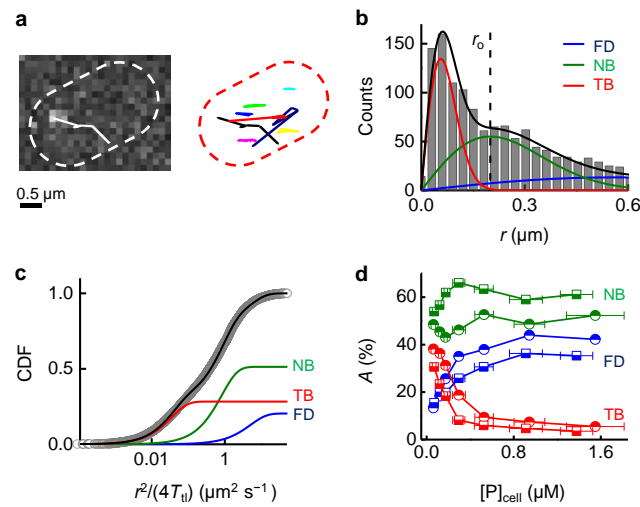 a
0.5 µm
b
150
100
50
0
Counts
r₀
FD
NB
TB
0.0
0.3
0.6
r (µm)
c
1.0
0.5
0.0
CDF
NB
TB
FD
0.01
1
r²/(4Tₜₗ) (µm² s⁻¹)
d
60
40
20
0
A (%)
NB
FD
TB
0.0
0.8
1.6
[P]cell (µM)